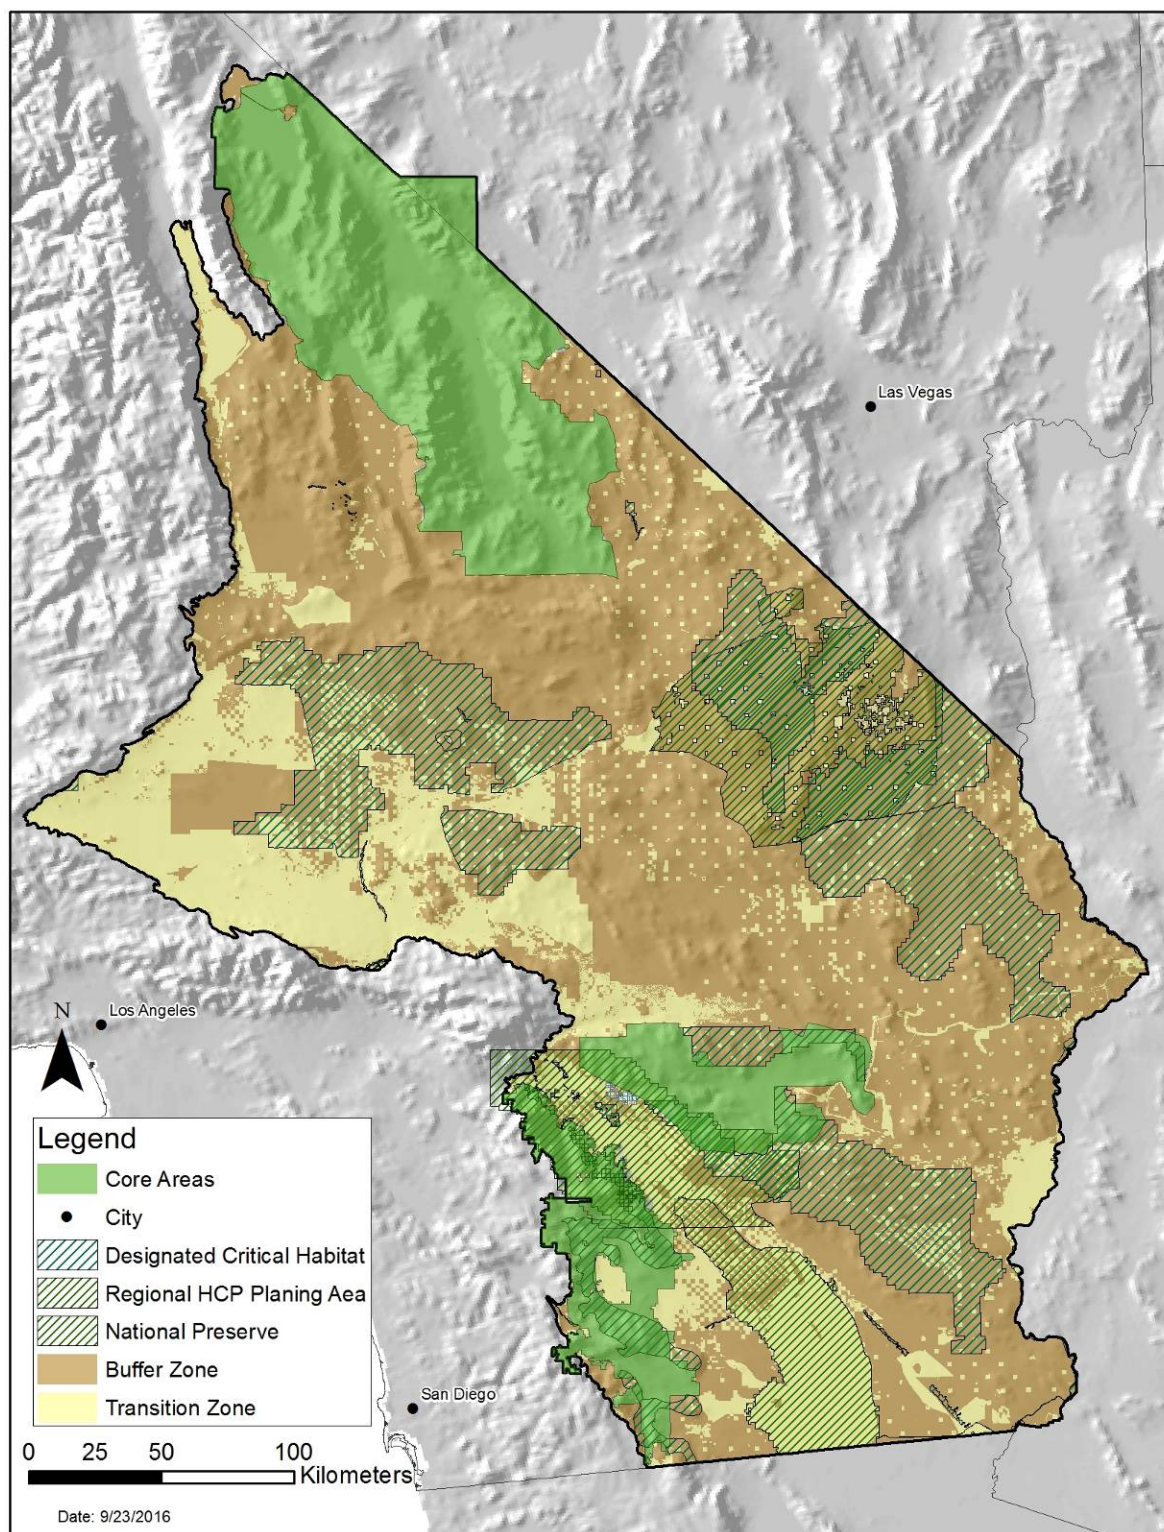 Las Vegas
N
Los Angeles
Legend
Core Areas
City
Designated Critical Habitat
Regional HCP Planing Aea
National Preserve
Buffer Zone
Transition Zone
San Diego
0 25 50 100
Kilometers
Date: 9/23/2016